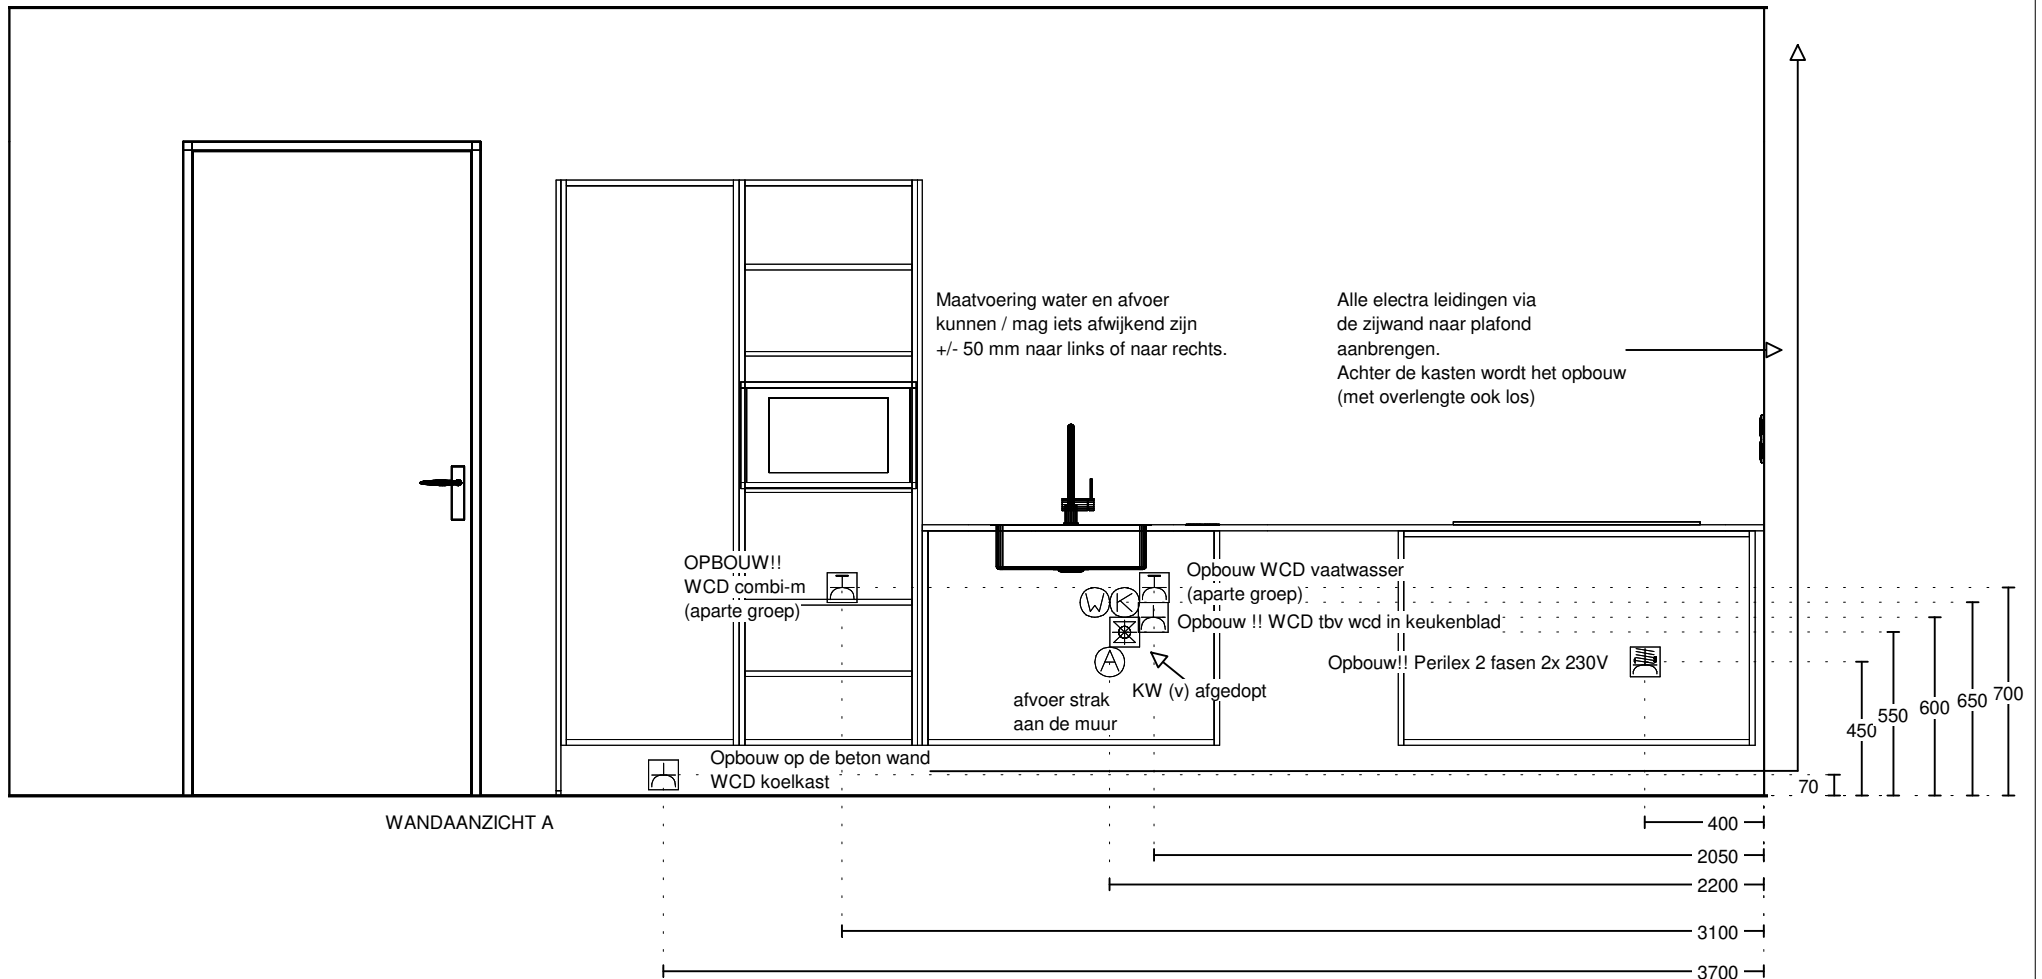 Maatvoering water en afvoer
kunnen / mag iets afwijkend zijn
+/- 50 mm naar links of naar rechts.
Alle electra leidingen via
de zijwand naar plafond
aanbrengen.
Achter de kasten wordt het opbouw
(met overlengte ook los)
OPBOUW!!
WCD combi-m
(aparte groep)
Opbouw WCD vaatwasser
(aparte groep)
W K
Opbouw !! WCD tbv wcd in keukenblad
A
Opbouw!! Perilex 2 fasen 2x 230V
KW (v) afgedopt
afvoer strak
aan de muur
Opbouw op de beton wand
WCD koelkast
450
550
600
650
700
70
WANDAANZICHT A
400
2050
2200
3100
3700